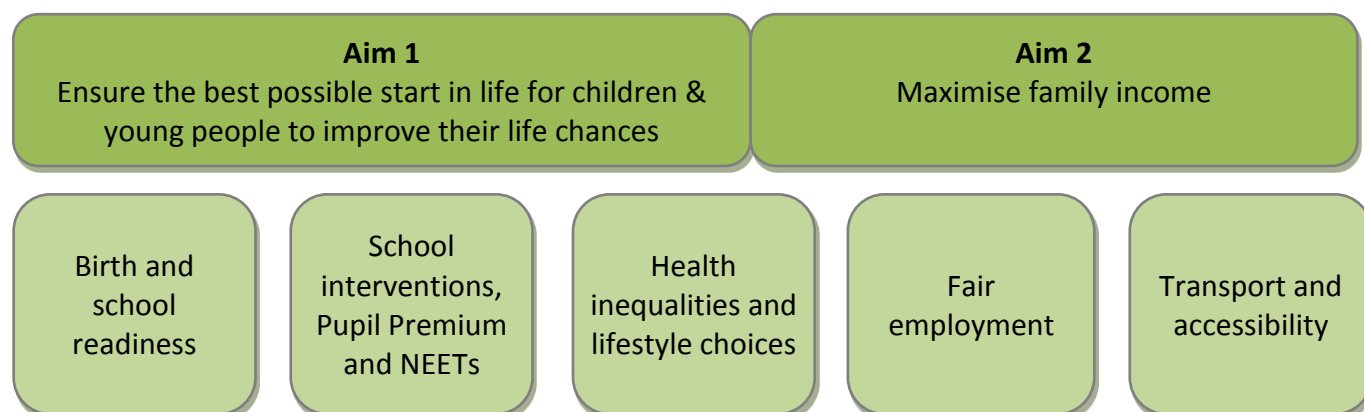 Aim 1
Ensure the best possible start in life for children &
young people to improve their life chances
Aim 2
Maximise family income
Birth and
school
readiness
School
interventions,
Pupil Premium
and NEETs
Health
inequalities and
lifestyle choices
Fair
employment
Transport and
accessibility